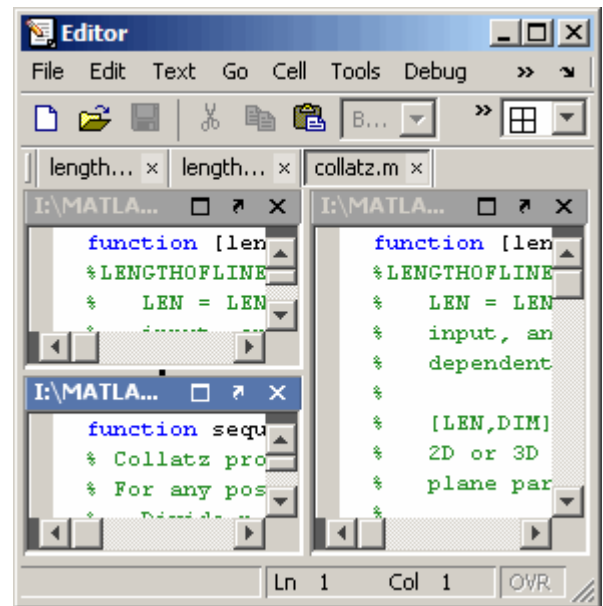 Editor
File Edit Text Go Cell Tools Debug »
B... »
length... × length... × collatz.m ×
I:\MATLA...
function [len
%LENGTHOFLINE
% LEN = LEN
%
I:\MATLA...
function sequ
% Collatz pro
% For any pos
%
I:\MATLA...
function [len
%LENGTHOFLINE
% LEN = LEN
% input, an
% dependent
%
% [LEN,DIM]
% 2D or 3D
% plane par
%
Ln 1 Col 1 OVR